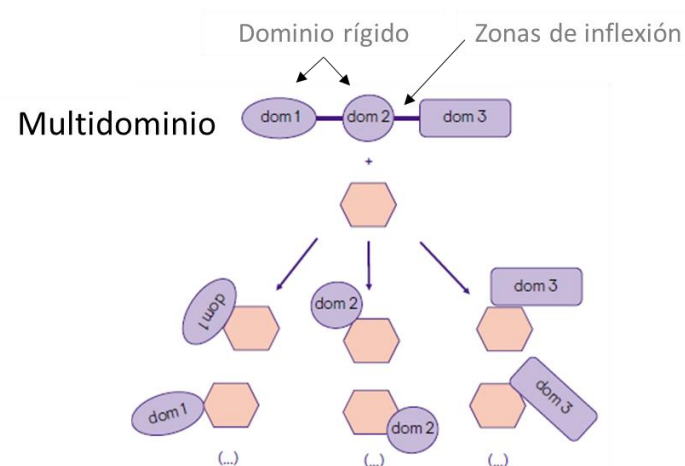 Dominio rígido
Zonas de inflexión
Multidominio
dom 1
dom 2
dom 3
+
dom 1
dom 2
dom 3
dom 1
dom 2
dom 3
(...)
(...)
(...)